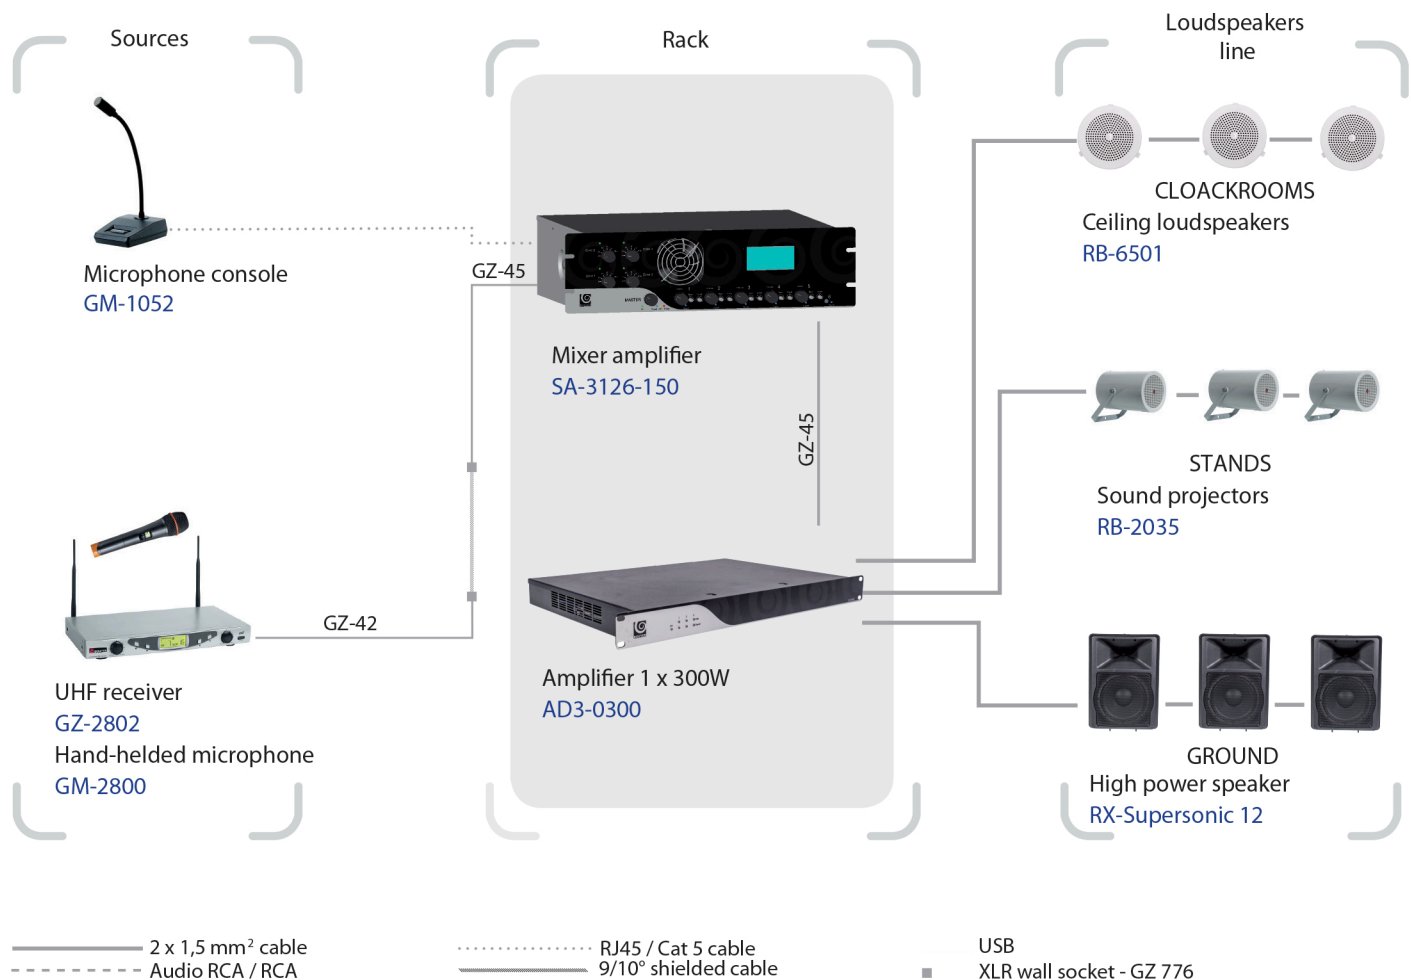 Sources
Rack
Loudspeakers
line
Microphone console
GM-1052
GZ-45
MASTER
Mixer amplifier
SA-3126-150
GZ-45
GZ-42
UHF receiver
GZ-2802
Hand-helded microphone
GM-2800
Amplifier 1 x 300W
AD3-0300
CLOACKROOMS
Ceiling loudspeakers
RB-6501
STANDS
Sound projectors
RB-2035
GROUND
High power speaker
RX-Supersonic 12
2 x 1,5 mm² cable
Audio RCA / RCA
RJ45 / Cat 5 cable
9/10° shielded cable
USB
XLR wall socket - GZ 776